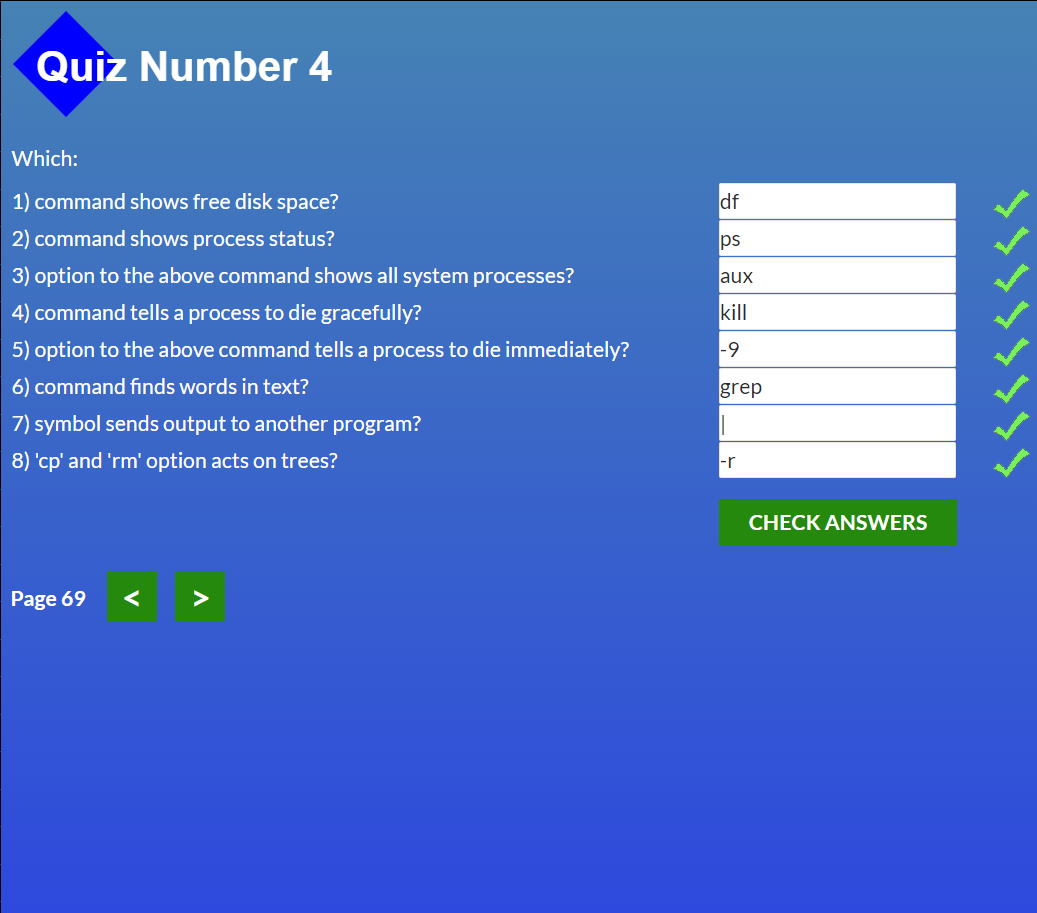 Quiz Number 4
Which:
1) command shows free disk space? df
2) command shows process status? ps
3) option to the above command shows all system processes? aux
4) command tells a process to die gracefully? kill
5) option to the above command tells a process to die immediately? -9
6) command finds words in text? grep
7) symbol sends output to another program? |
8) 'cp' and 'rm' option acts on trees? -r
CHECK ANSWERS
Page 69 < >